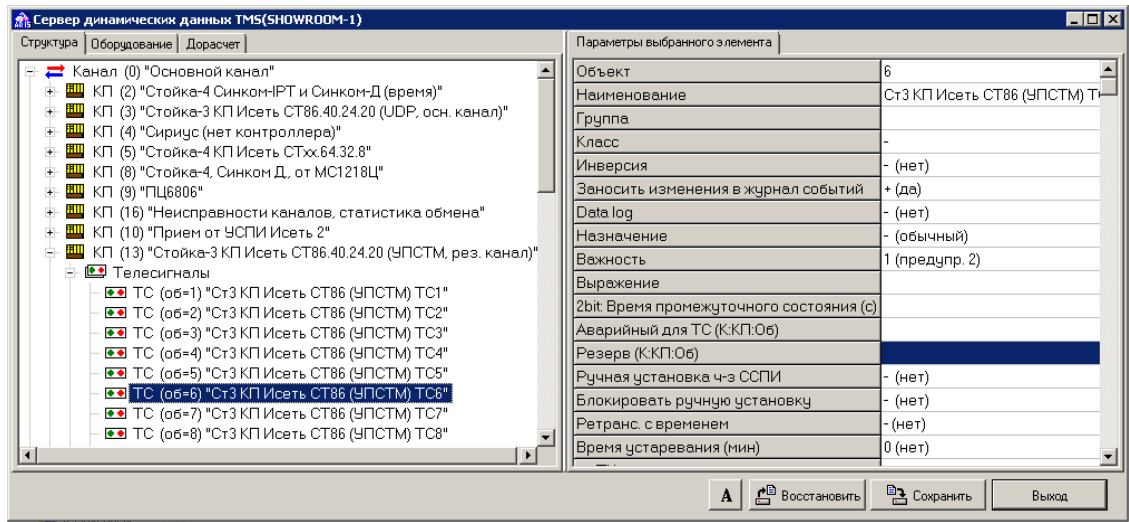 Сервер динамических данных TMS(SHOWROOM-1)
Структура Оборудование Дорасчет
Канал (0) "Основной канал"
КП (2) "Стойка-4 Синком-IPT и Синком-Д (время)"
КП (3) "Стойка-3 КП Исеть СТ86.40.24.20 (UDP, осн. канал)"
КП (4) "Сириус (нет контроллера)"
КП (5) "Стойка-4 КП Исеть СТхх.64.32.8"
КП (8) "Стойка-4, Синком Д, от МС1218Ц"
КП (9) "ПЦ6806"
КП (16) "Неисправности каналов, статистика обмена"
КП (10) "Прием от УСПИ Исеть 2"
КП (13) "Стойка-3 КП Исеть СТ86.40.24.20 (УПСТМ, рез. канал)"
Телесигналы
ТС (об=1) "Ст3 КП Исеть СТ86 (УПСТМ) ТС1"
ТС (об=2) "Ст3 КП Исеть СТ86 (УПСТМ) ТС2"
ТС (об=3) "Ст3 КП Исеть СТ86 (УПСТМ) ТС3"
ТС (об=4) "Ст3 КП Исеть СТ86 (УПСТМ) ТС4"
ТС (об=5) "Ст3 КП Исеть СТ86 (УПСТМ) ТС5"
ТС (об=6) "Ст3 КП Исеть СТ86 (УПСТМ) ТС6"
ТС (об=7) "Ст3 КП Исеть СТ86 (УПСТМ) ТС7"
ТС (об=8) "Ст3 КП Исеть СТ86 (УПСТМ) ТС8"
Параметры выбранного элемента
Объект 6
Наименование Ст3 КП Исеть СТ86 (УПСТМ) Т
Группа
Класс -
Инверсия - (нет)
Заносить изменения в журнал событий + (да)
Data log - (нет)
Назначение - (обычный)
Важность 1 (предупр. 2)
Выражение
2bit: Время промежуточного состояния (с)
Аварийный для ТС (К:КП:Об)
Резерв (К:КП:Об)
Ручная установка ч-з ССПИ - (нет)
Блокировать ручную установку - (нет)
Ретранс. с временем -(нет)
Время устаревания (мин) 0 (нет)
А Восстановить Сохранить Выход